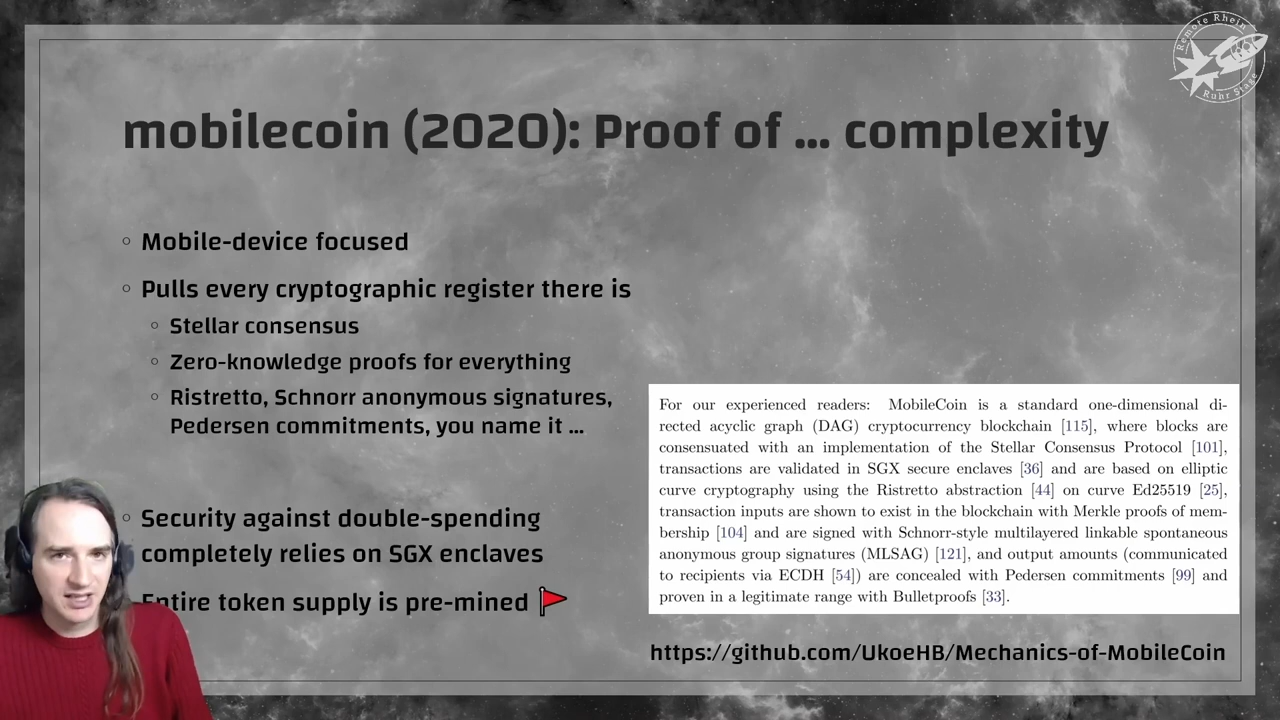 Remote Rhein
Ruhr Stage
mobilecoin (2020): Proof of ... complexity
Mobile-device focused
Pulls every cryptographic register there is
Stellar consensus
Zero-knowledge proofs for everything
Ristretto, Schnorr anonymous signatures,
Pedersen commitments, you name it ...
Security against double-spending
completely relies on SGX enclaves
Entire token supply is pre-mined
For our experienced readers: MobileCoin is a standard one-dimensional di-
rected acyclic graph (DAG) cryptocurrency blockchain [115], where blocks are
consensuated with an implementation of the Stellar Consensus Protocol [101],
transactions are validated in SGX secure enclaves [36] and are based on elliptic
curve cryptography using the Ristretto abstraction [44] on curve Ed25519 [25],
transaction inputs are shown to exist in the blockchain with Merkle proofs of mem-
bership [104] and are signed with Schnorr-style multilayered linkable spontaneous
anonymous group signatures (MLSAG) [121], and output amounts (communicated
to recipients via ECDH [54]) are concealed with Pedersen commitments [99] and
proven in a legitimate range with Bulletproofs [33].
https://github.com/UkoeHB/Mechanics-of-MobileCoin